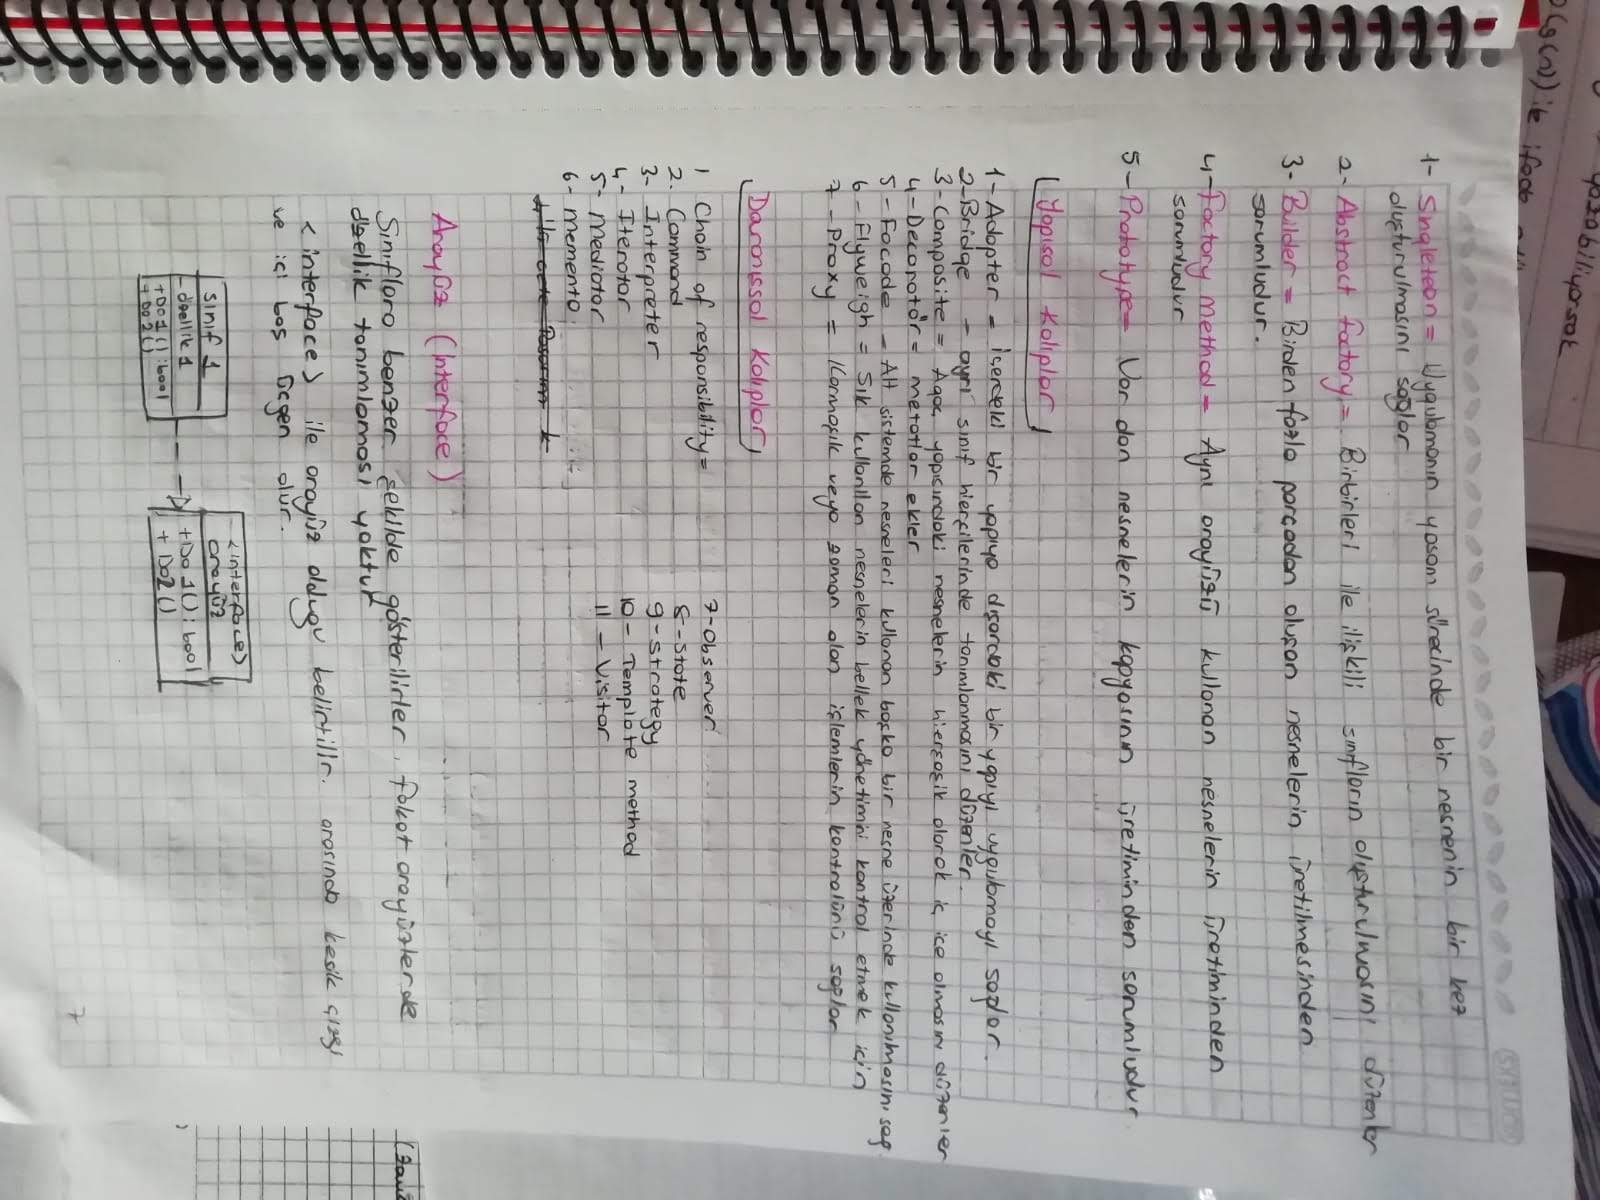 1- Singleteon = Uygulamanın yaşam sürecinde bir nesnenin bir kez
oluşturulmasını sağlar
2- Abstract factory = Birbirleri ile ilişkili sınıfların oluşturulmasını düzenler
3- Builder = Birden fazla parçadan oluşan nesnelerin üretilmesinden
sorumludur.
4- Factory method = Aynı arayüzü kullanan nesnelerin üretiminden
sorumludur
5- Prototype = Var olan nesnelerin kopyasının üretiminden sorumludur.
Yapısal Kalıplar
1- Adapter = İçerdeki bir yapıya dışardaki bir yapıyı uygulamayı sağlar.
2- Bridge - ayrı sınıf hierşilerinde tanımlanmasını düzenler.
3- Composite = Ağaç yapısındaki nesnelerin hierşaşik olarak iç içe olmasını düzenler
4- Decoratör = metotlar ekler
5- Facade - Alt sistemde nesneleri kullanan başka bir nesne üzerinde kullanılmasını sağ.
6- Flyweigh = Sık kullanılan nesnelerin bellek yönetimini kontrol etmek için
7- Proxy = Karmaşık veya zaman alan işlemlerin kontrolünü sağlar
Davranışsal Kalıplar
1 Chain of responsibility =
2. Command
3- Interpreter
4- Iterator
5- Mediator
6- Memento
7- Observer
8- State
9- Strategy
10- Template method
11- Visitor
Arayüz (Interface)
Sınıflara benzer şekilde gösterilirler, fakat arayüzlerde
özellik tanımlaması yoktur
<interface> ile arayüz olduğu belirtilir. arasında kesik çizgi
ve içi boş üçgen olur.
Sınıf 1
- özellik 1
+ Do1() : bool
+ Do2()
<interface>
arayüz
+ Do1() : bool
+ Do2()
7